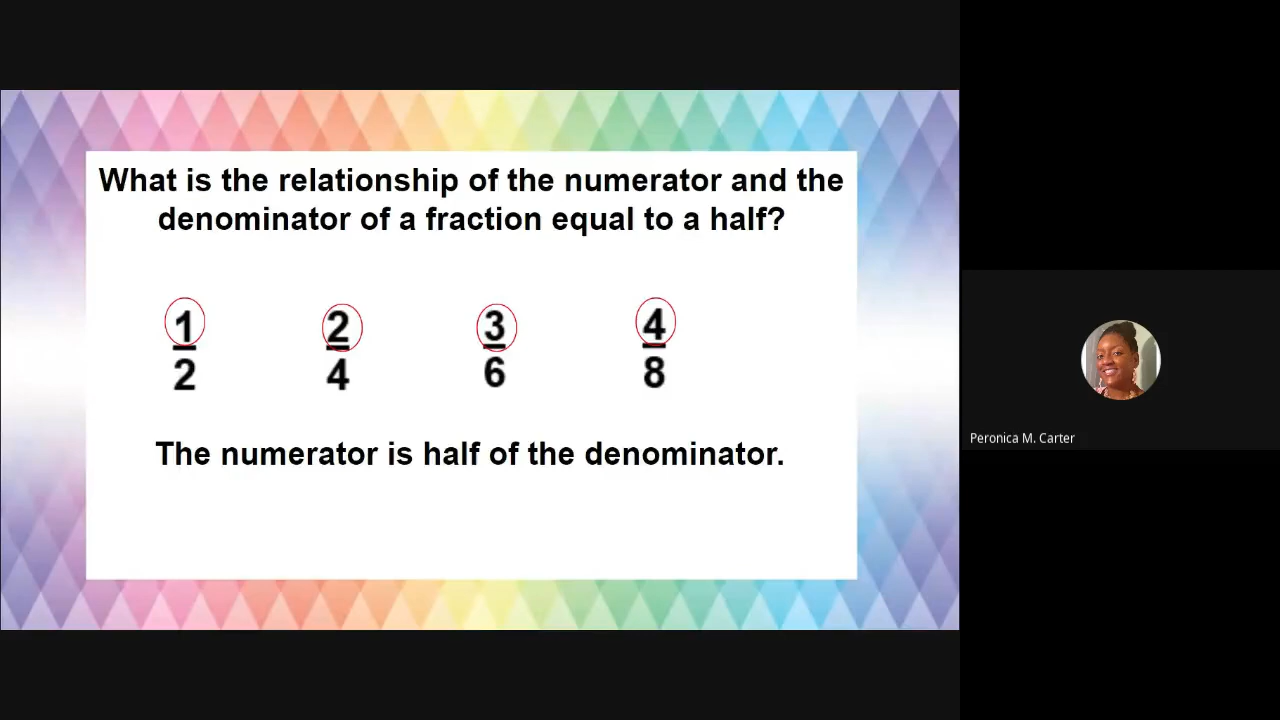 What is the relationship of the numerator and the
denominator of a fraction equal to a half?
1 2 3 4
2 4 6 8
The numerator is half of the denominator.
Peronica M. Carter